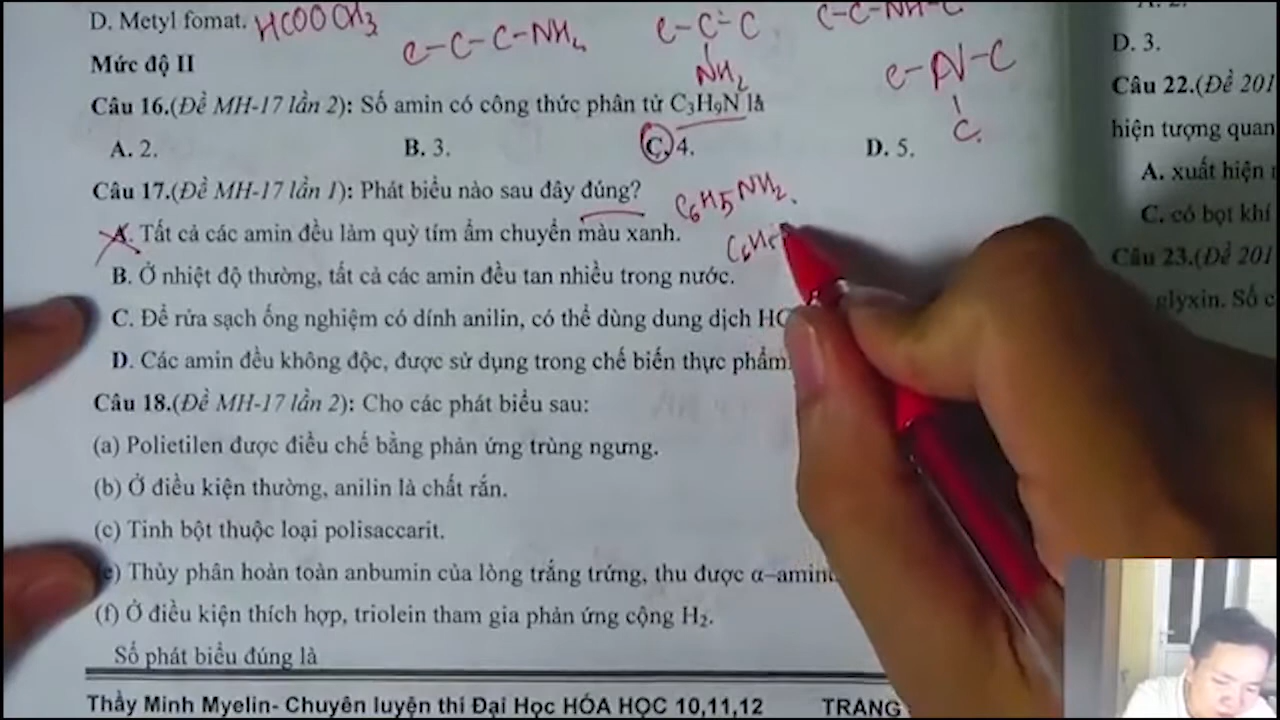 D. Metyl fomat. HCOOCH3
C-C-C-NH2
C-C-C
NH2
C-C-NH-C
C-N-C
C
Mức độ II
Câu 16.(Đề MH-17 lần 2): Số amin có công thức phân tử C₃H₉N là
A. 2. B. 3. C. 4. D. 5.
Câu 17.(Đề MH-17 lần 1): Phát biểu nào sau đây đúng?
C6H5NH2.
A. Tất cả các amin đều làm quỳ tím ẩm chuyển màu xanh.
B. Ở nhiệt độ thường, tất cả các amin đều tan nhiều trong nước.
C. Để rửa sạch ống nghiệm có dính anilin, có thể dùng dung dịch
D. Các amin đều không độc, được sử dụng trong chế biến thực phẩm.
Câu 18.(Đề MH-17 lần 2): Cho các phát biểu sau:
(a) Polietilen được điều chế bằng phản ứng trùng ngưng.
(b) Ở điều kiện thường, anilin là chất rắn.
(c) Tinh bột thuộc loại polisaccarit.
(e) Thủy phân hoàn toàn anbumin của lòng trắng trứng, thu được
(f) Ở điều kiện thích hợp, triolein tham gia phản ứng cộng H₂.
Số phát biểu đúng là
Thầy Minh Myelin- Chuyên luyện thi Đại Học HÓA HỌC 10,11,12 TRANG
D. 3.
Câu 22.(Đề 201
hiện tượng quan
A. xuất hiện
C. có bọt khí
Câu 23.(Đề 201
glyxin. Số